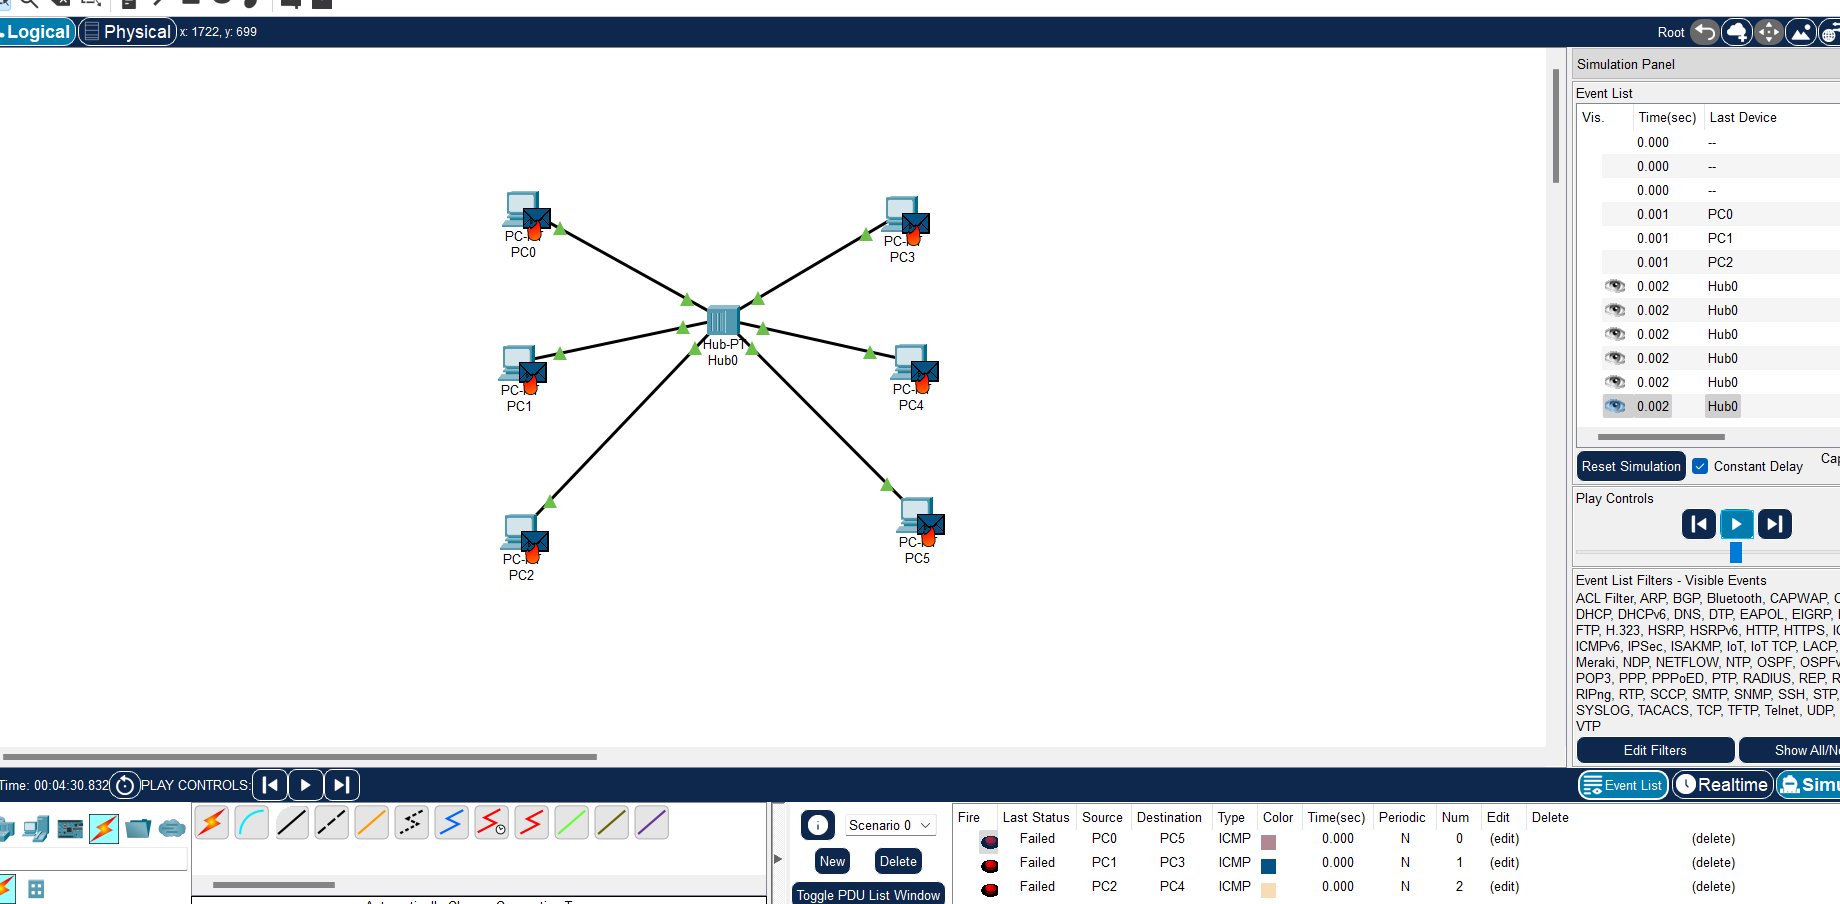 Logical Physical x: 1722, y: 699 Root
Simulation Panel
Event List
Vis. Time(sec) Last Device
0.000 --
0.000 --
0.000 --
0.001 PC0
0.001 PC1
0.001 PC2
0.002 Hub0
0.002 Hub0
0.002 Hub0
0.002 Hub0
0.002 Hub0
0.002 Hub0
Reset Simulation Constant Delay Cap
Play Controls
Event List Filters - Visible Events
ACL Filter, ARP, BGP, Bluetooth, CAPWAP, C
DHCP, DHCPv6, DNS, DTP, EAPOL, EIGRP,
FTP, H.323, HSRP, HSRPv6, HTTP, HTTPS, IC
ICMPv6, IPSec, ISAKMP, IoT, IoT TCP, LACP,
Meraki, NDP, NETFLOW, NTP, OSPF, OSPFv
POP3, PPP, PPPoED, PTP, RADIUS, REP, R
RIPng, RTP, SCCP, SMTP, SNMP, SSH, STP,
SYSLOG, TACACS, TCP, TFTP, Telnet, UDP,
VTP
Edit Filters Show All/No
PC-PT
PC0
PC-PT
PC3
Hub-PT
Hub0
PC-PT
PC1
PC-PT
PC4
PC-PT
PC2
PC-PT
PC5
Time: 00:04:30.832 PLAY CONTROLS: Event List Realtime Simu
Scenario 0
New Delete
Toggle PDU List Window
Fire Last Status Source Destination Type Color Time(sec) Periodic Num Edit Delete
Failed PC0 PC5 ICMP 0.000 N 0 (edit) (delete)
Failed PC1 PC3 ICMP 0.000 N 1 (edit) (delete)
Failed PC2 PC4 ICMP 0.000 N 2 (edit) (delete)